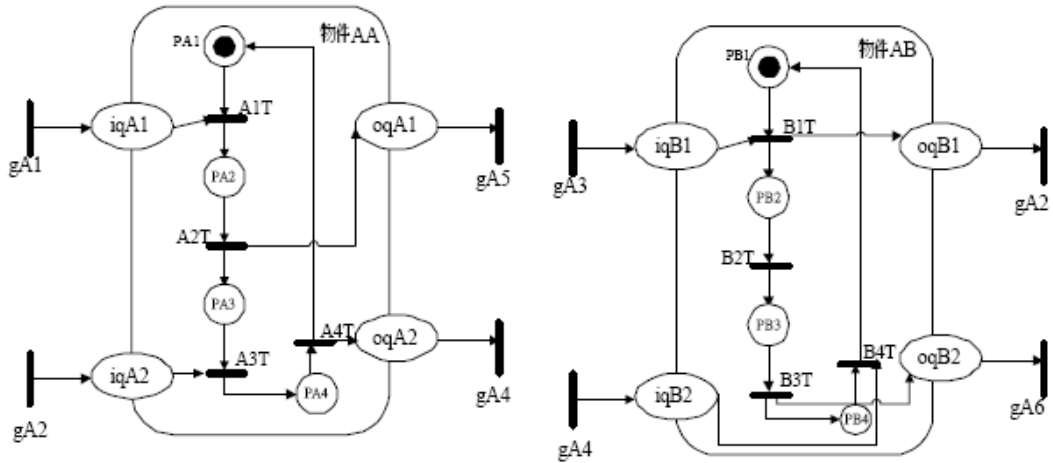 物件AA
PA1
A1T
iqA1
oqA1
gA1
gA5
PA2
A2T
PA3
A4T
oqA2
A3T
iqA2
PA4
gA2
gA4
物件AB
PB1
B1T
iqB1
oqB1
gA3
gA2
PB2
B2T
PB3
B4T
oqB2
B3T
iqB2
PB4
gA4
gA6